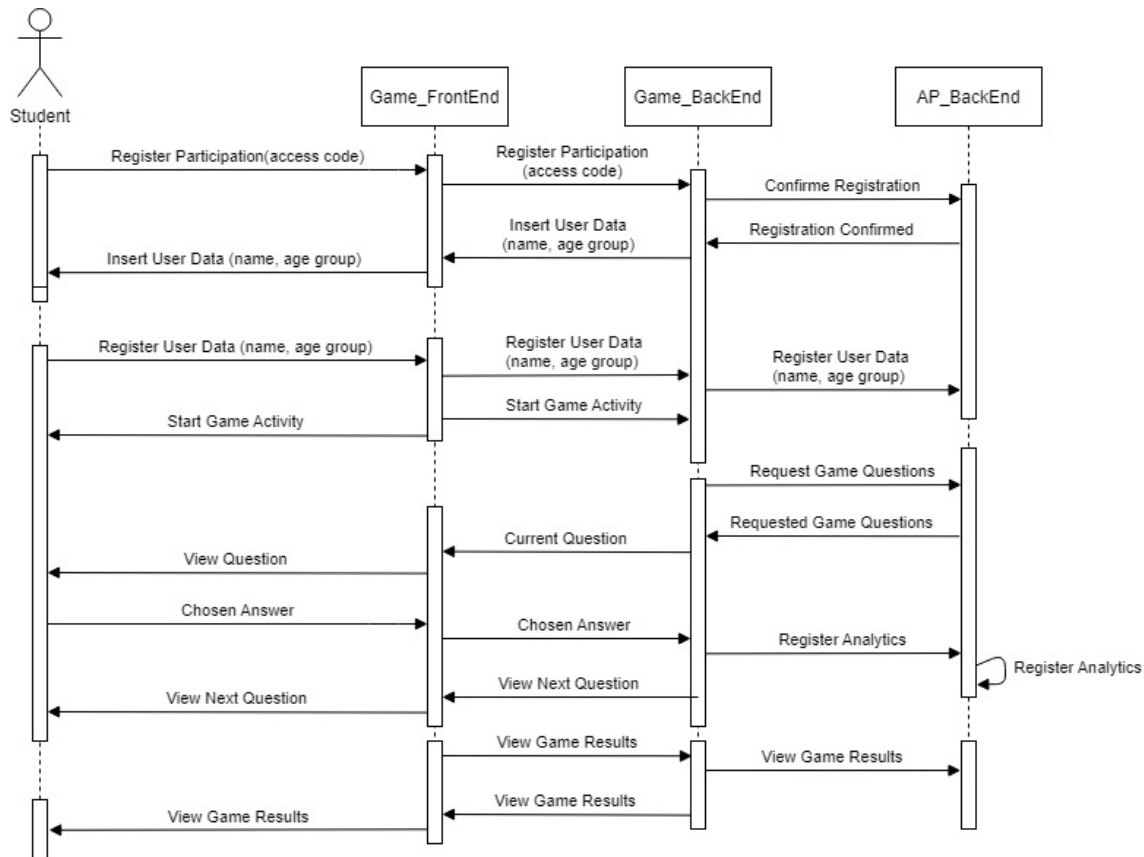 Student
Game_FrontEnd
Game_BackEnd
AP_BackEnd
Register Participation(access code)
Register Participation
(access code)
Confirme Registration
Insert User Data
(name, age group)
Registration Confirmed
Insert User Data (name, age group)
Register User Data (name, age group)
Register User Data
(name, age group)
Register User Data
(name, age group)
Start Game Activity
Start Game Activity
Request Game Questions
Requested Game Questions
Current Question
View Question
Chosen Answer
Chosen Answer
Register Analytics
Register Analytics
View Next Question
View Next Question
View Game Results
View Game Results
View Game Results
View Game Results